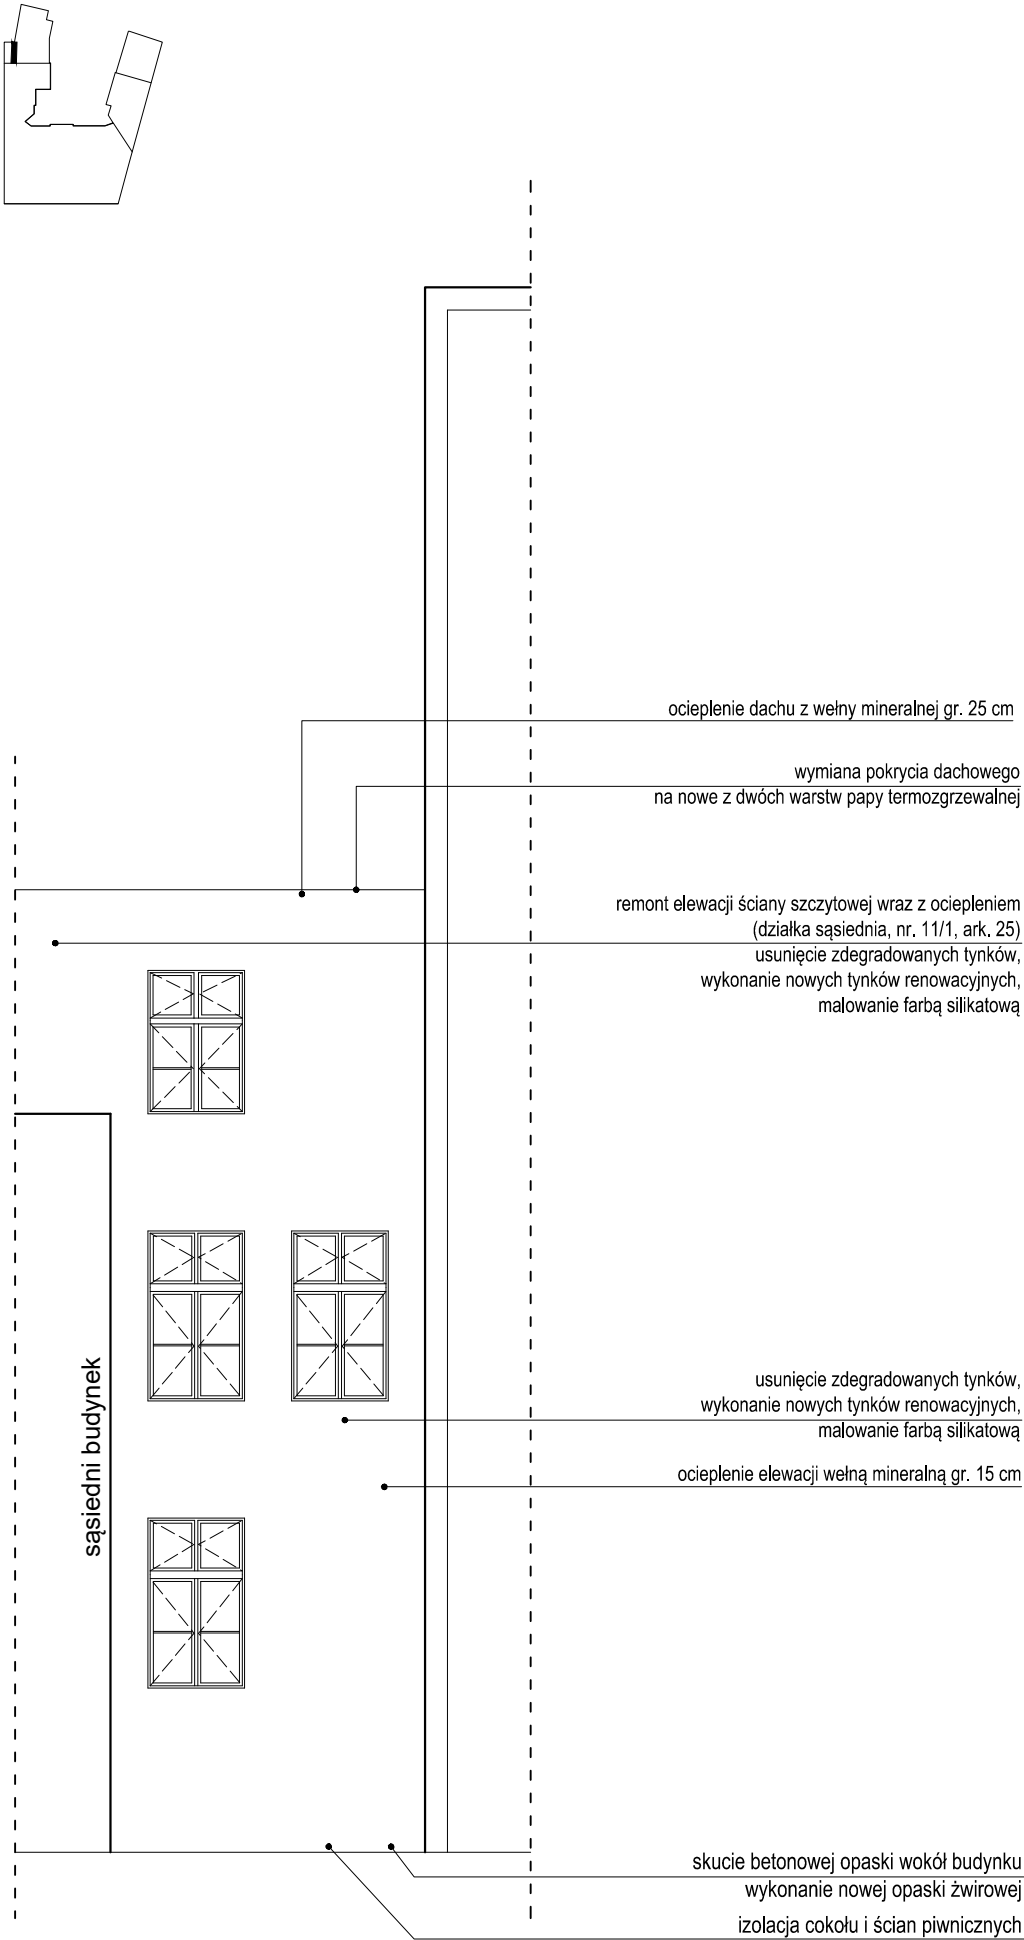 ocieplenie dachu z wełny mineralnej gr. 25 cm
wymiana pokrycia dachowego
na nowe z dwóch warstw papy termozgrzewalnej
remont elewacji ściany szczytowej wraz z ociepleniem
(działka sąsiednia, nr. 11/1, ark. 25)
usunięcie zdegradowanych tynków,
wykonanie nowych tynków renowacyjnych,
malowanie farbą silikatową
sąsiedni budynek
usunięcie zdegradowanych tynków,
wykonanie nowych tynków renowacyjnych,
malowanie farbą silikatową
ocieplenie elewacji wełną mineralną gr. 15 cm
skucie betonowej opaski wokół budynku
wykonanie nowej opaski żwirowej
izolacja cokołu i ścian piwnicznych